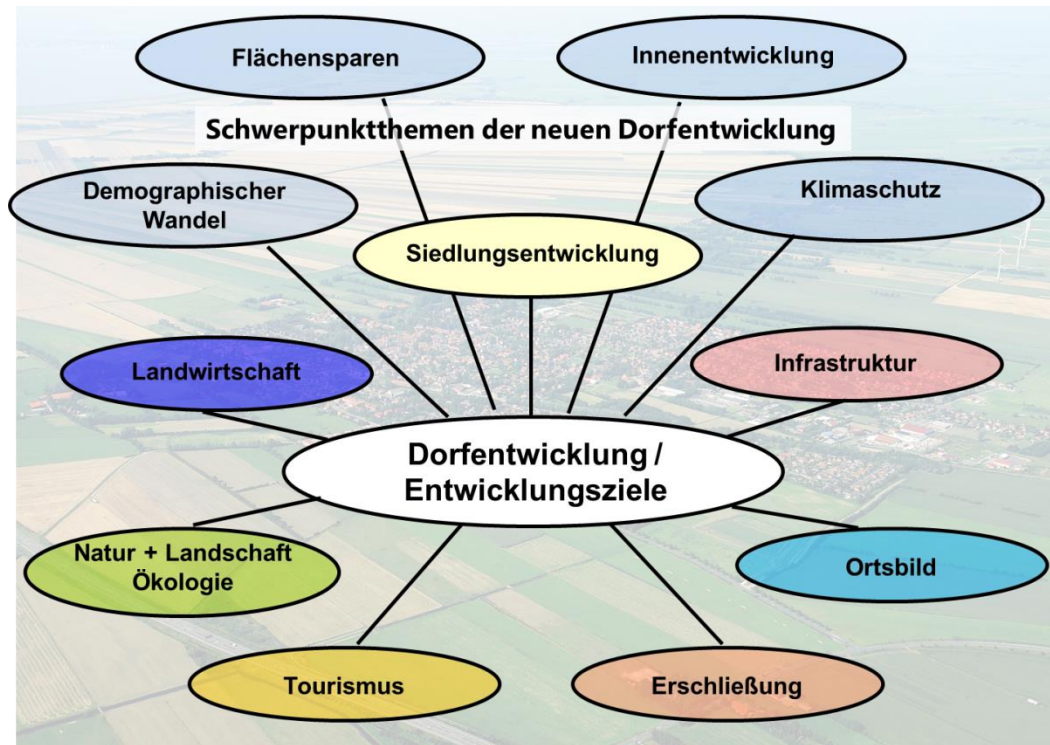 Flächensparen
Innenentwicklung
Schwerpunktthemen der neuen Dorfentwicklung
Demographischer
Wandel
Klimaschutz
Siedlungsentwicklung
Landwirtschaft
Infrastruktur
Dorfentwicklung /
Entwicklungsziele
Natur + Landschaft
Ökologie
Ortsbild
Tourismus
Erschließung